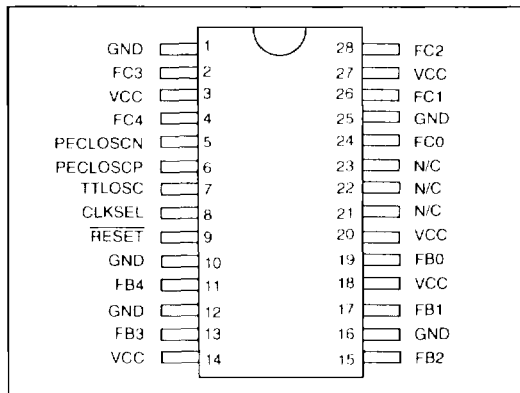 GND 1 28 FC2
FC3 2 27 VCC
VCC 3 26 FC1
FC4 4 25 GND
PECLOSCN 5 24 FC0
PECLOSCP 6 23 N/C
TTLOSC 7 22 N/C
CLKSEL 8 21 N/C
RESET 9 20 VCC
GND 10 19 FB0
FB4 11 18 VCC
GND 12 17 FB1
FB3 13 16 GND
VCC 14 15 FB2